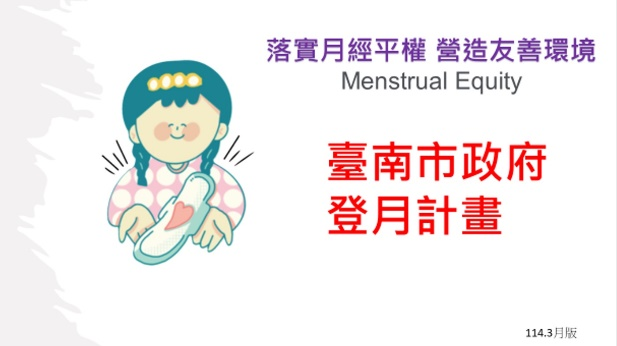 落實月經平權 營造友善環境
Menstrual Equity
臺南市政府
登月計畫
114.3月版